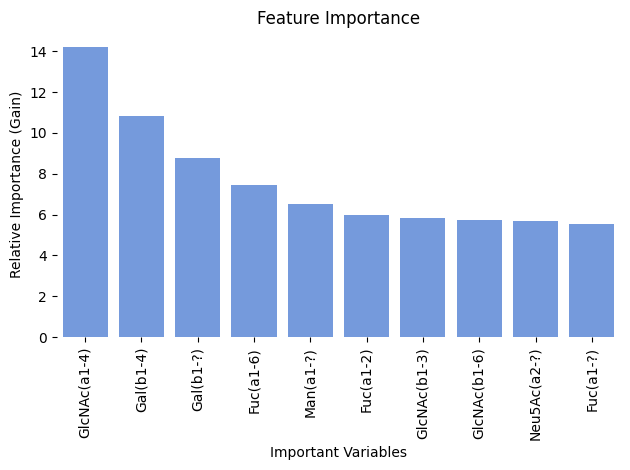 Feature Importance
Relative Importance (Gain)
14
12
10
8
6
4
2
0
GlcNAc(a1-4)
Gal(b1-4)
Gal(b1-?)
Fuc(a1-6)
Man(a1-?)
Fuc(a1-2)
GlcNAc(b1-3)
GlcNAc(b1-6)
Neu5Ac(a2-?)
Fuc(a1-?)
Important Variables